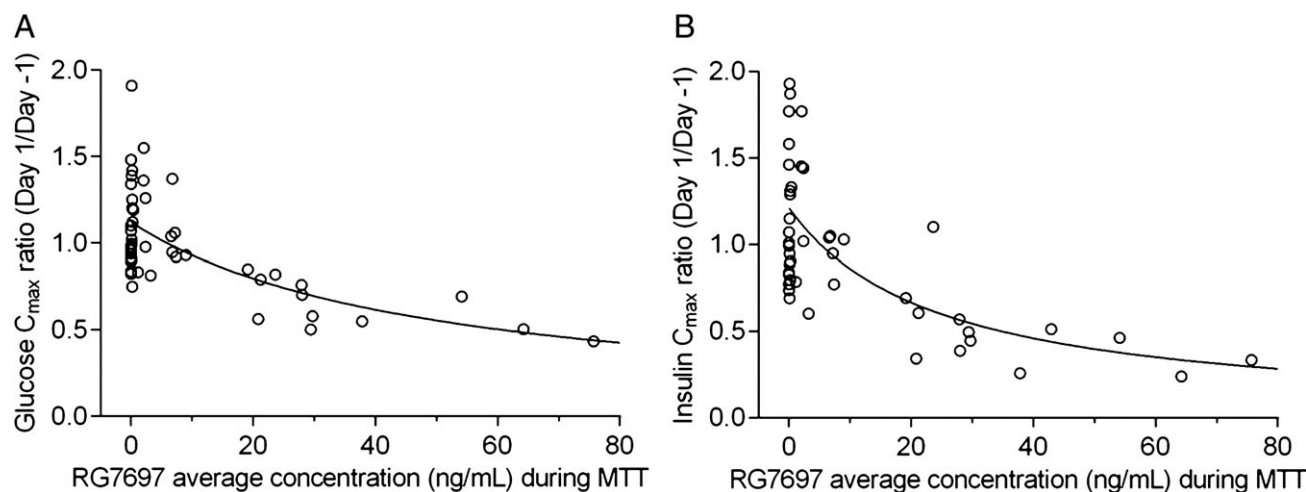 A
Glucose Cmax ratio (Day 1/Day -1)
2.0
1.5
1.0
0.5
0.0
0 20 40 60 80
RG7697 average concentration (ng/mL) during MTT
B
Insulin Cmax ratio (Day 1/Day -1)
2.0
1.5
1.0
0.5
0.0
0 20 40 60 80
RG7697 average concentration (ng/mL) during MTT